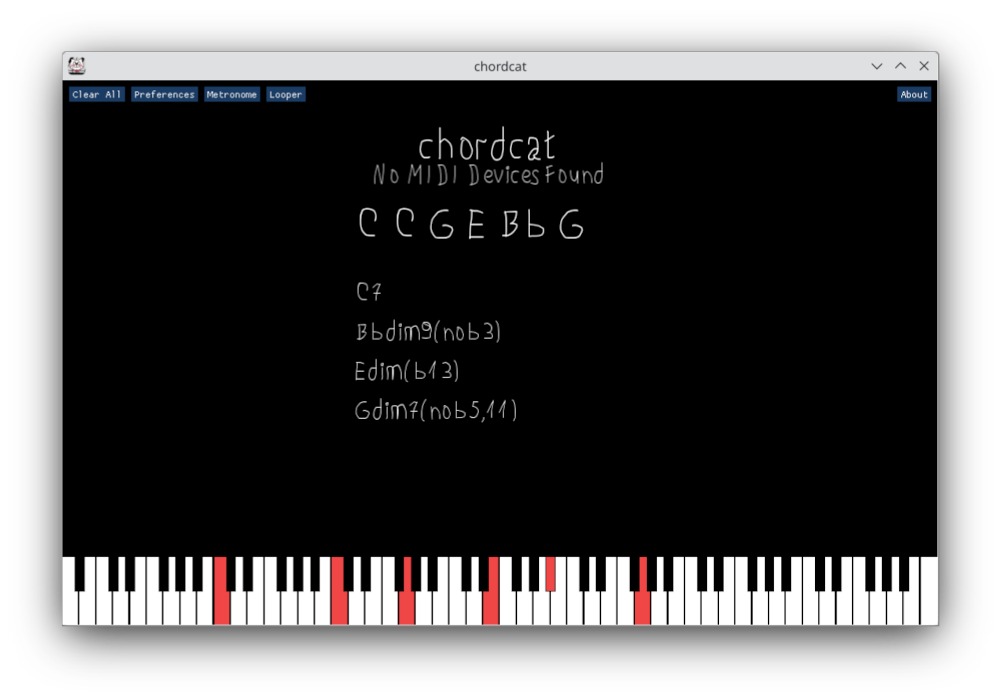 chordcat
Clear All Preferences Metronome Looper About
chordcat
No MIDI Devices Found
C C G E Bb G
C7
Bbdim9(nob3)
Edim(b13)
Gdim7(nob5,11)